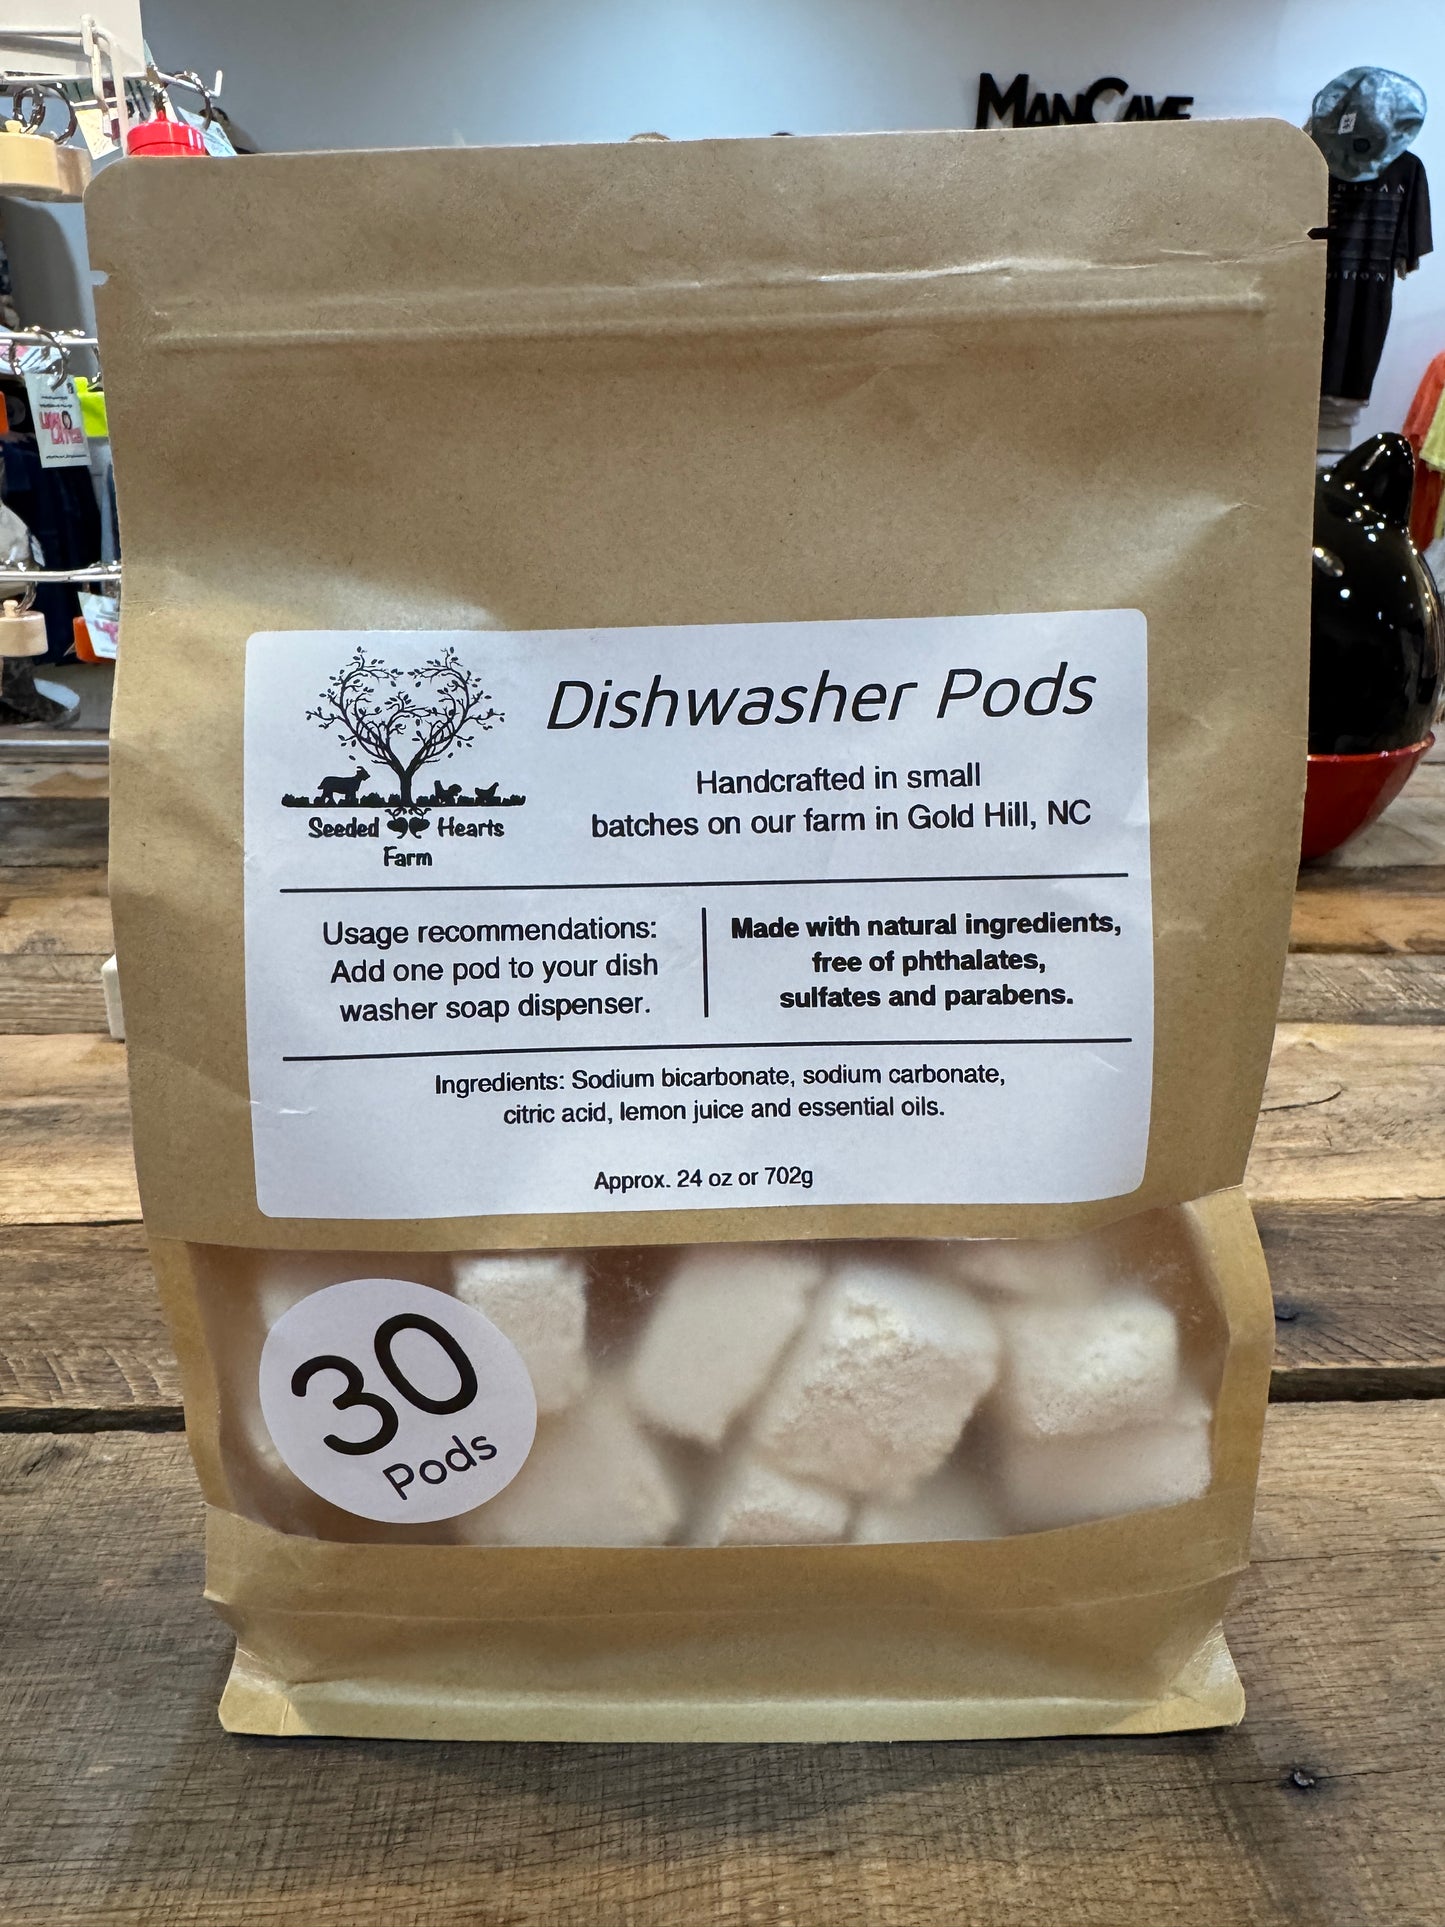 ManCave
Dishwasher Pods
Handcrafted in small
batches on our farm in Gold Hill, NC
Seeded Hearts
Farm
Usage recommendations:
Add one pod to your dish
washer soap dispenser.
Made with natural ingredients,
free of phthalates,
sulfates and parabens.
Ingredients: Sodium bicarbonate, sodium carbonate,
citric acid, lemon juice and essential oils.
Approx. 24 oz or 702g
30
Pods